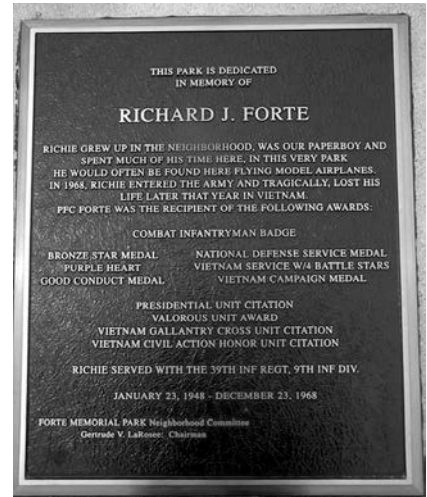 THIS PARK IS DEDICATED
IN MEMORY OF
RICHARD J. FORTE
RICHIE GREW UP IN THE NEIGHBORHOOD, WAS OUR PAPERBOY AND
SPENT MUCH OF HIS TIME HERE, IN THIS VERY PARK
HE WOULD OFTEN BE FOUND HERE FLYING MODEL AIRPLANES.
IN 1968, RICHIE ENTERED THE ARMY AND TRAGICALLY, LOST HIS
LIFE LATER THAT YEAR IN VIETNAM.
PFC FORTE WAS THE RECIPIENT OF THE FOLLOWING AWARDS:
COMBAT INFANTRYMAN BADGE
BRONZE STAR MEDAL NATIONAL DEFENSE SERVICE MEDAL
PURPLE HEART VIETNAM SERVICE W/4 BATTLE STARS
GOOD CONDUCT MEDAL VIETNAM CAMPAIGN MEDAL
PRESIDENTIAL UNIT CITATION
VALOROUS UNIT AWARD
VIETNAM GALLANTRY CROSS UNIT CITATION
VIETNAM CIVIL ACTION HONOR UNIT CITATION
RICHIE SERVED WITH THE 39TH INF REGT, 9TH INF DIV.
JANUARY 23, 1948 - DECEMBER 23, 1968
FORTE MEMORIAL PARK Neighborhood Committee
Gertrude V. LaRosee: Chairman